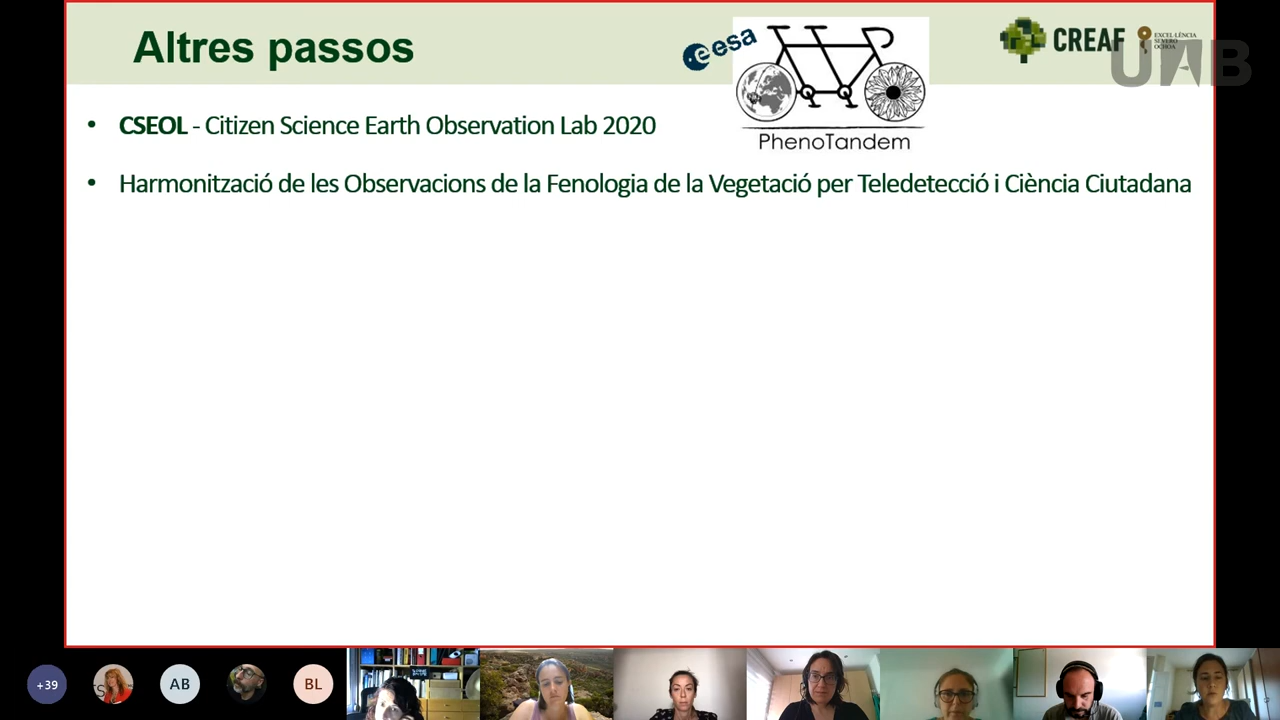 Altres passos
esa
CREAF
EXCEL·LÈNCIA
SEVERO
OCHOA
UAB
PhenoTandem
• CSEOL - Citizen Science Earth Observation Lab 2020
• Harmonització de les Observacions de la Fenologia de la Vegetació per Teledetecció i Ciència Ciutadana
+39
AB
BL